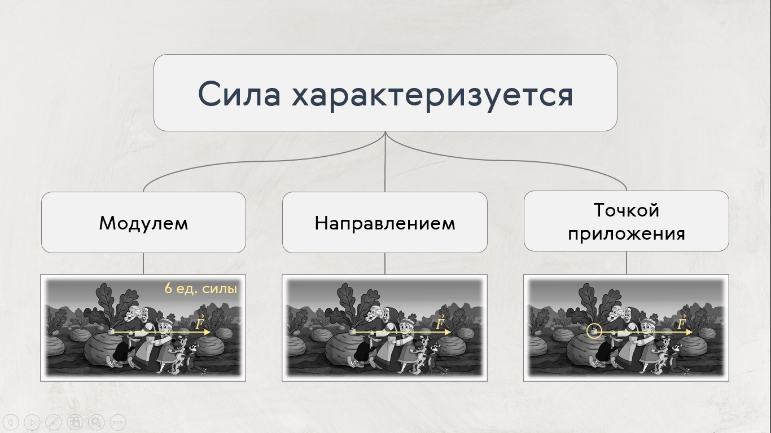 Сила характеризуется
Модулем
Направлением
Точкой
приложения
6 ед. силы
F
F
F